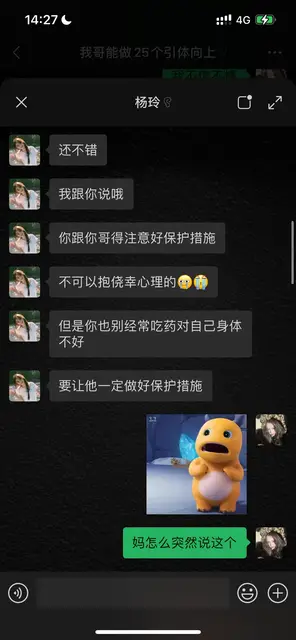 14:27
4G
我哥能做25个引体向上
杨玲
还不错
我跟你说哦
你跟你哥得注意好保护措施
不可以抱侥幸心理的
但是你也别经常吃药对自己身体
不好
要让他一定做好保护措施
妈怎么突然说这个